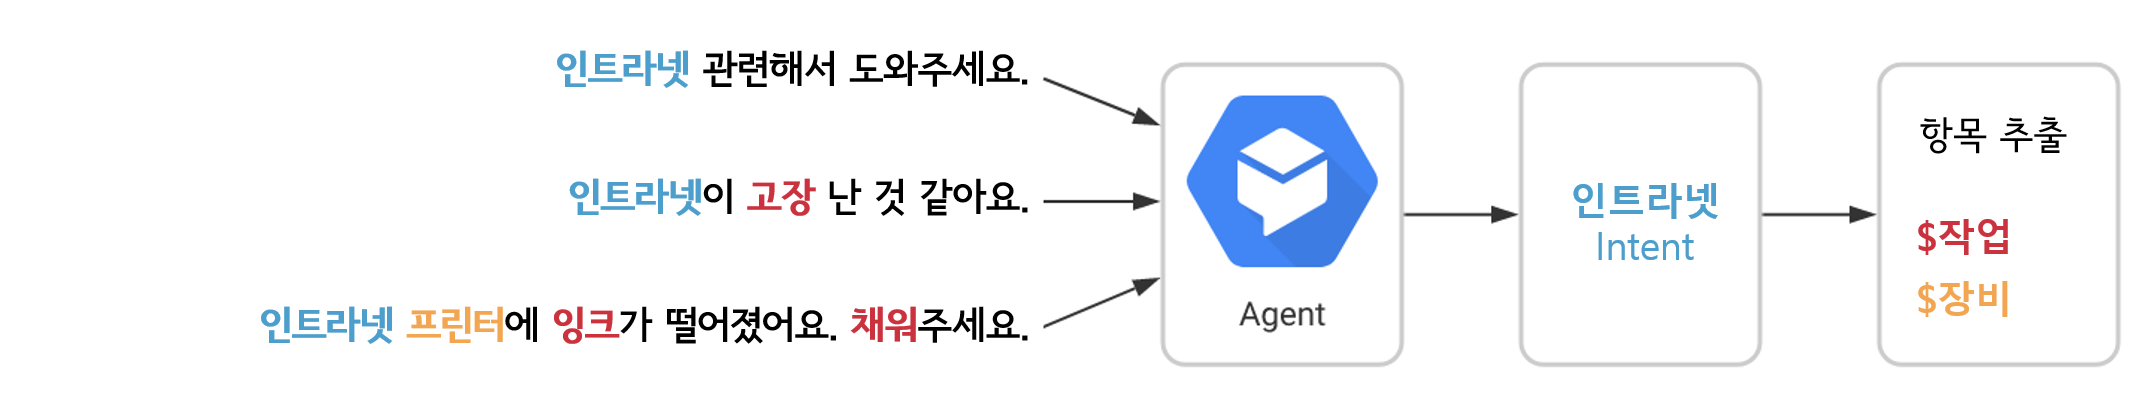 인트라넷 관련해서 도와주세요.
인트라넷이 고장 난 것 같아요.
인트라넷 프린터에 잉크가 떨어졌어요. 채워주세요.
Agent
인트라넷
Intent
항목 추출
$작업
$장비